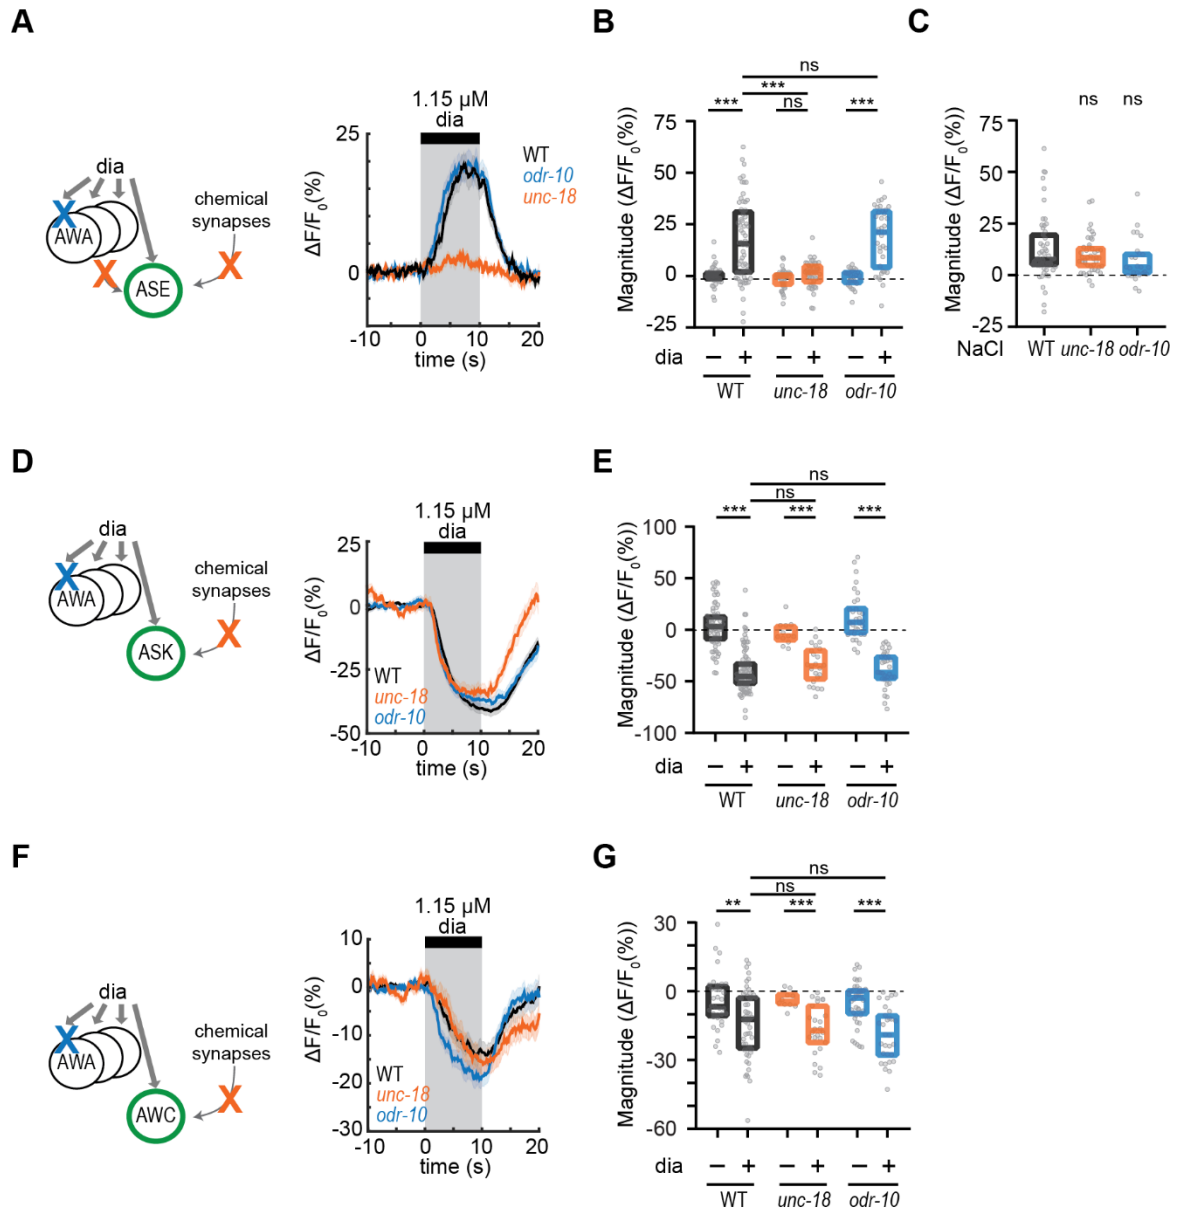 A
dia
AWA
X
X
ASE
chemical
synapses
X
1.15 µM
dia
WT
odr-10
unc-18
ΔF/F0(%)
25
0
-10 0 10 20
time (s)
B
ns
***
*** ns ***
Magnitude (ΔF/F0(%))
75
50
25
0
-25
dia − + − + − +
WT unc-18 odr-10
C
ns ns
Magnitude (ΔF/F0(%))
75
50
25
0
25
NaCl WT unc-18 odr-10
D
dia
X
AWA
ASK
chemical
synapses
X
1.15 µM
dia
ΔF/F0(%)
25
0
-25
-50
WT
unc-18
odr-10
-10 0 10 20
time (s)
E
ns
ns
*** *** ***
Magnitude (ΔF/F0(%))
100
50
0
-50
-100
dia − + − + − +
WT unc-18 odr-10
F
dia
X
AWA
AWC
chemical
synapses
X
1.15 µM
dia
ΔF/F0(%)
10
0
-10
-20
-30
WT
unc-18
odr-10
-10 0 10 20
time (s)
G
ns
ns
** *** ***
Magnitude (ΔF/F0(%))
30
0
-30
-60
dia − + − + − +
WT unc-18 odr-10